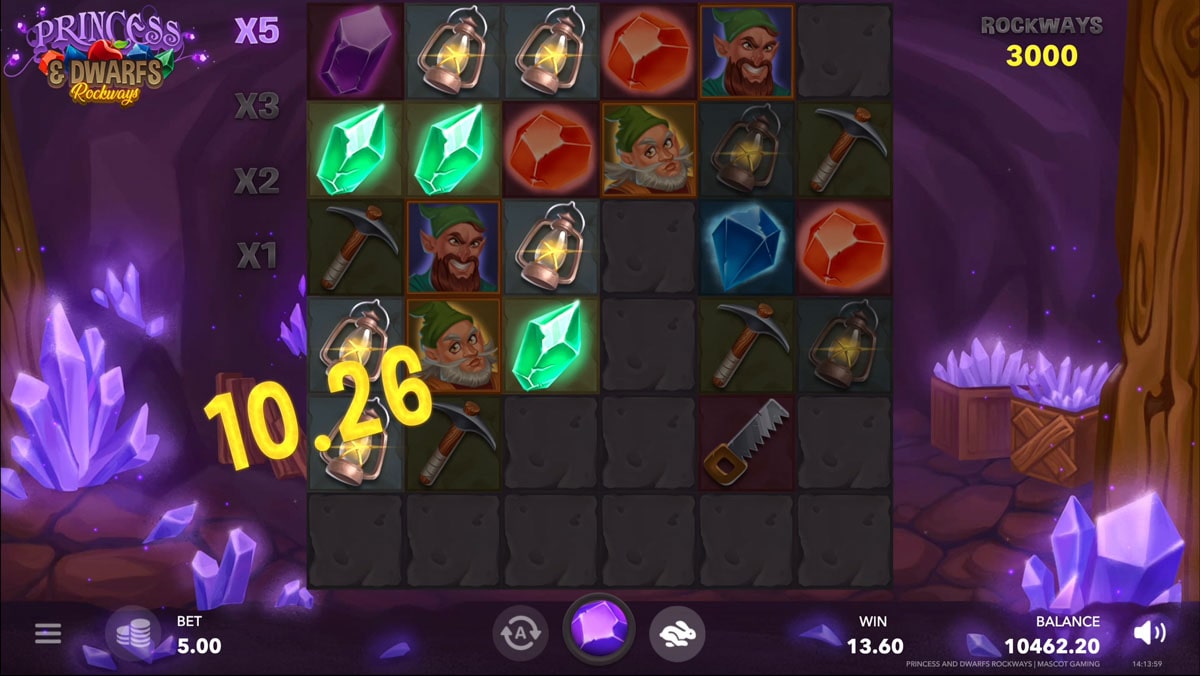 PRINCESS
& DWARFS
Rockways
X5
X3
X2
X1
ROCKWAYS
3000
10.26
BET
5.00
A
WIN
13.60
BALANCE
10462.20
PRINCESS AND DWARFS ROCKWAYS | MASCOT GAMING
14:13:59